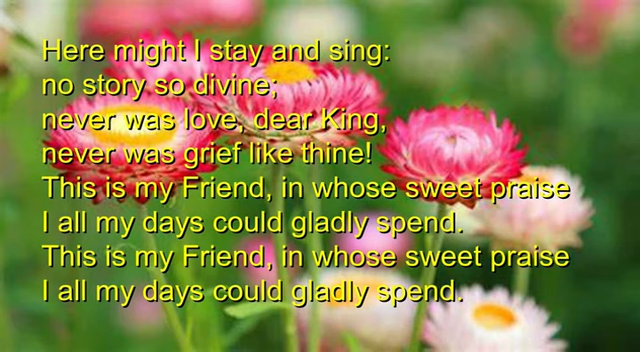 Here might I stay and sing:
no story so divine;
never was love, dear King,
never was grief like thine!
This is my Friend, in whose sweet praise
I all my days could gladly spend.
This is my Friend, in whose sweet praise
I all my days could gladly spend.